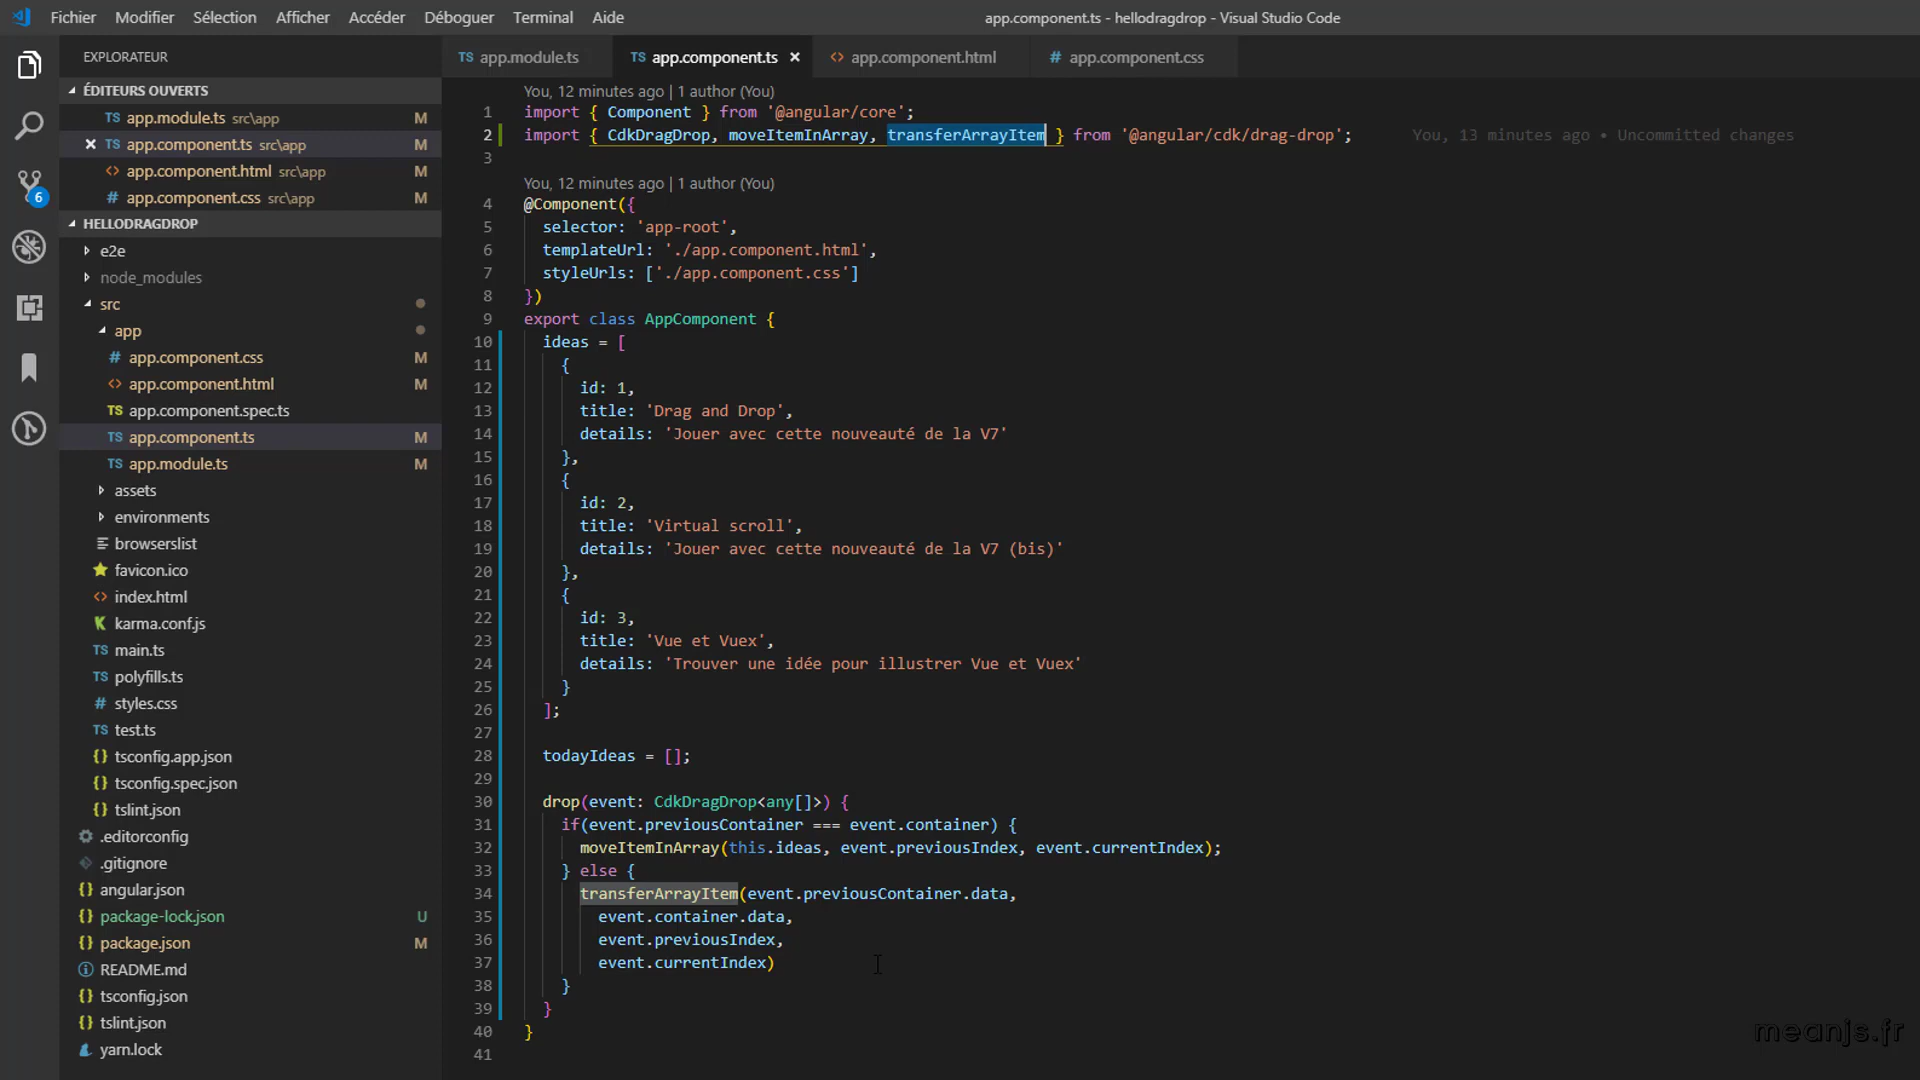 Fichier Modifier Sélection Afficher Accéder Déboguer Terminal Aide
app.component.ts - hellodragdrop - Visual Studio Code
EXPLORATEUR
ÉDITEURS OUVERTS
TS app.module.ts src\app M
TS app.component.ts src\app M
<> app.component.html src\app M
# app.component.css src\app M
6
HELLODRAGDROP
e2e
node_modules
src
app
# app.component.css M
<> app.component.html M
TS app.component.spec.ts
TS app.component.ts M
TS app.module.ts M
assets
environments
browserslist
favicon.ico
<> index.html
karma.conf.js
TS main.ts
TS polyfills.ts
# styles.css
TS test.ts
{} tsconfig.app.json
{} tsconfig.spec.json
{} tslint.json
.editorconfig
.gitignore
{} angular.json
{} package-lock.json U
{} package.json M
README.md
{} tsconfig.json
{} tslint.json
yarn.lock
TS app.module.ts
TS app.component.ts
<> app.component.html
# app.component.css
You, 12 minutes ago | 1 author (You)
1 import { Component } from '@angular/core';
2 import { CdkDragDrop, moveItemInArray, transferArrayItem } from '@angular/cdk/drag-drop'; You, 13 minutes ago • Uncommitted changes
3
You, 12 minutes ago | 1 author (You)
4 @Component({
5 selector: 'app-root',
6 templateUrl: './app.component.html',
7 styleUrls: ['./app.component.css']
8 })
9 export class AppComponent {
10 ideas = [
11 {
12 id: 1,
13 title: 'Drag and Drop',
14 details: 'Jouer avec cette nouveauté de la V7'
15 },
16 {
17 id: 2,
18 title: 'Virtual scroll',
19 details: 'Jouer avec cette nouveauté de la V7 (bis)'
20 },
21 {
22 id: 3,
23 title: 'Vue et Vuex',
24 details: 'Trouver une idée pour illustrer Vue et Vuex'
25 }
26 ];
27
28 todayIdeas = [];
29
30 drop(event: CdkDragDrop<any[]>) {
31 if(event.previousContainer === event.container) {
32 moveItemInArray(this.ideas, event.previousIndex, event.currentIndex);
33 } else {
34 transferArrayItem(event.previousContainer.data,
35 event.container.data,
36 event.previousIndex,
37 event.currentIndex)
38 }
39 }
40 }
41
meanjs.fr